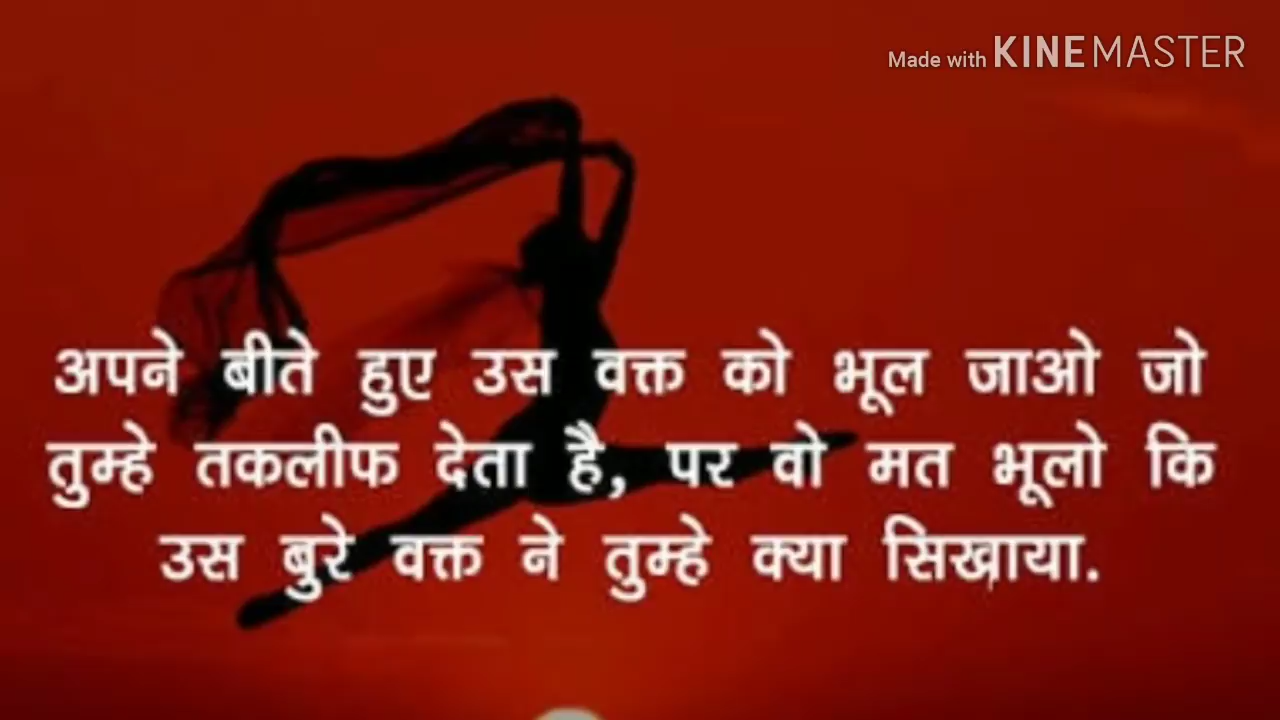 Made with KINEMASTER
अपने बीते हुए उस वक्त को भूल जाओ जो
तुम्हे तकलीफ देता है, पर वो मत भूलो कि
उस बुरे वक्त ने तुम्हे क्या सिखाया.